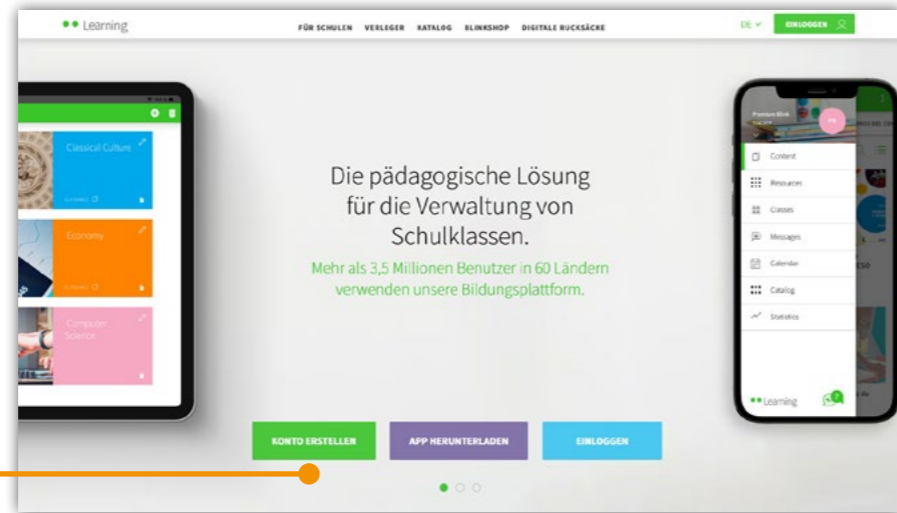 Learning
FÜR SCHULEN VERLEGER KATALOG BLINKSHOP DIGITALE RUCKSÄCKE
DE
EINLOGGEN
Classical Culture
Economy
Computer
Science
Die pädagogische Lösung
für die Verwaltung von
Schulklassen.
Mehr als 3,5 Millionen Benutzer in 60 Ländern
verwenden unsere Bildungsplattform.
Premium Blink
Content
Resources
Classes
Messages
Calendar
Catalog
Statistics
Learning
KONTO ERSTELLEN
APP HERUNTERLADEN
EINLOGGEN